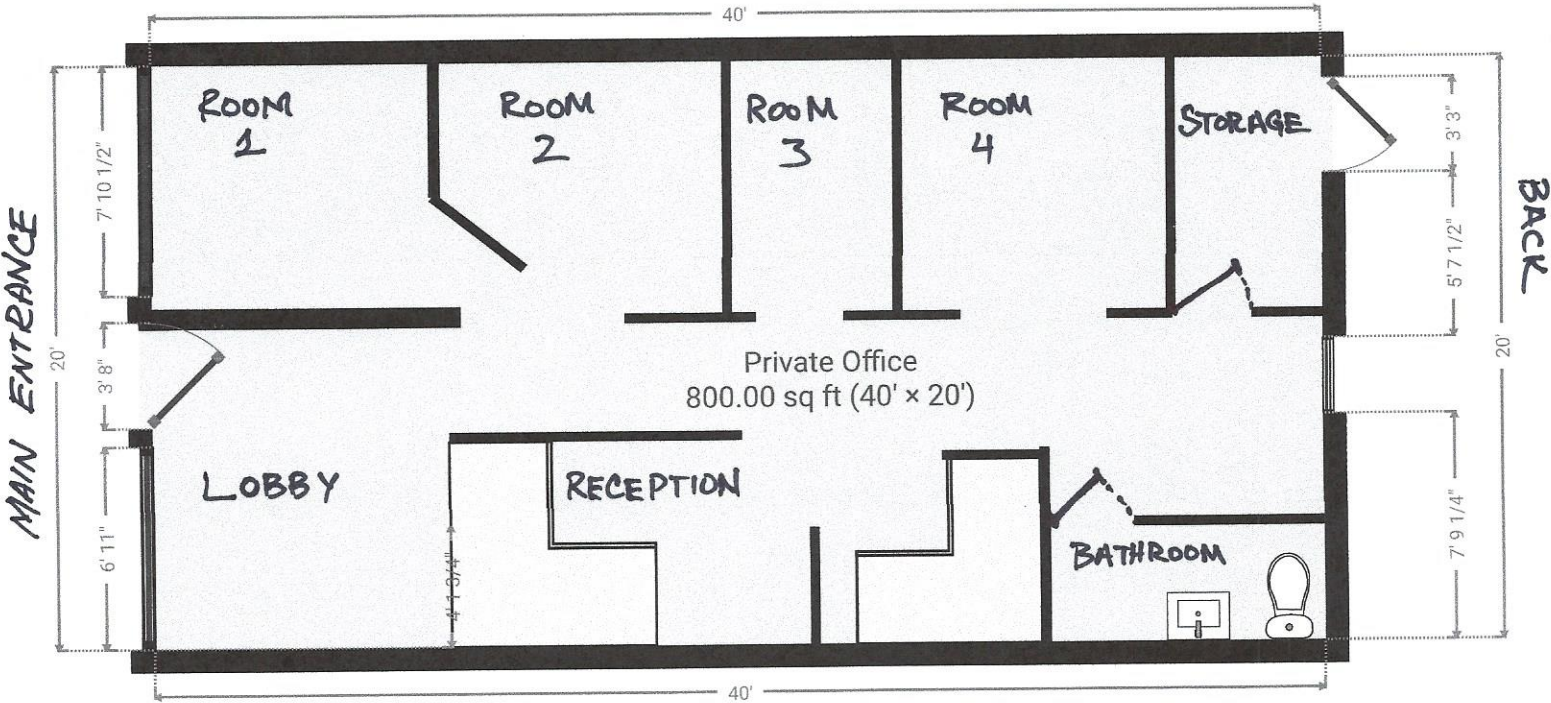 40'
ROOM
1
ROOM
2
ROOM
3
ROOM
4
STORAGE
3' 3"
7' 10 1/2"
5' 7 1/2"
BACK
MAIN ENTRANCE
20'
3' 8"
20'
Private Office
800.00 sq ft (40' × 20')
LOBBY
RECEPTION
6' 11"
4' 1 3/4"
BATHROOM
7' 9 1/4"
40'